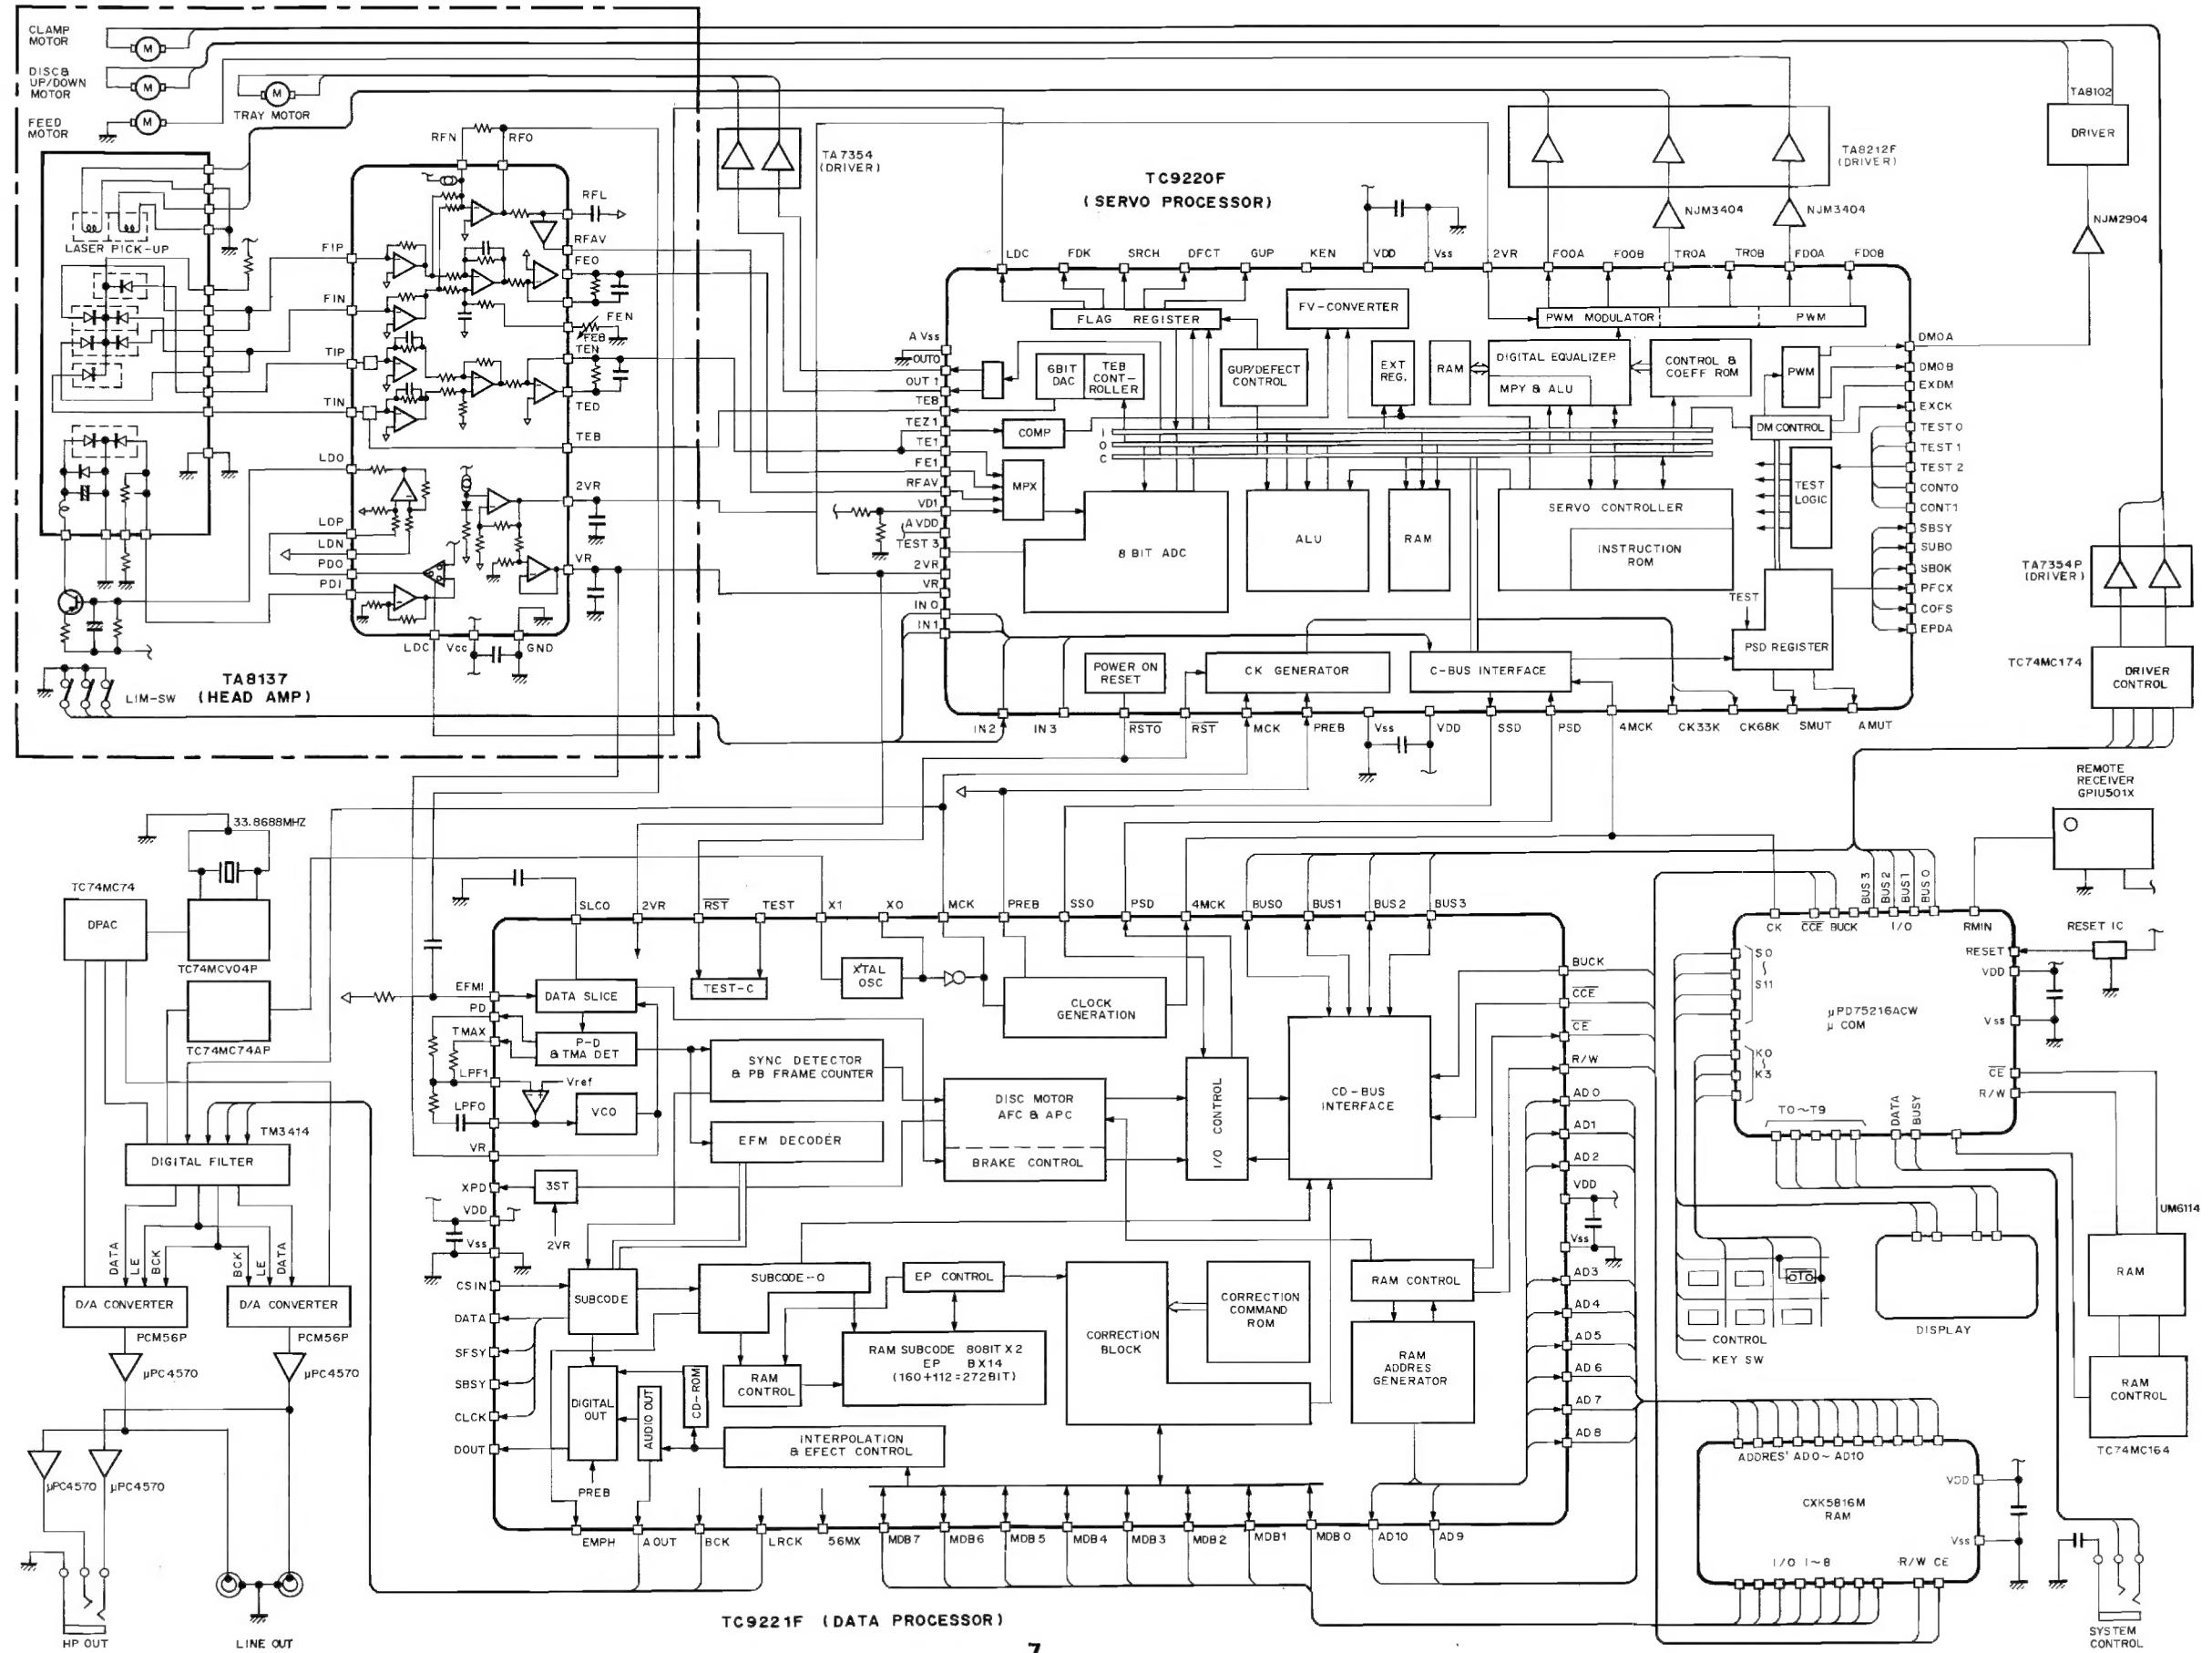 CLAMP
MOTOR
M
DISC&
UP/DOWN
MOTOR
M
FEED
MOTOR
M
M
TRAY MOTOR
LASER PICK-UP
RFN
RFO
RFL
RFAV
FEO
FEN
FEB
TEN
TEO
TEB
2VR
VR
FIP
FIN
TIP
TIN
LDO
LDP
LDN
PDO
PDI
LDC
Vcc
GND
LIM-SW
TA8137
(HEAD AMP)
TA7354
(DRIVER)
TC9220F
(SERVO PROCESSOR)
TA8212F
(DRIVER)
NJM3404
NJM3404
TA8102
DRIVER
NJM2904
LDC
FDK
SRCH
DFCT
GUP
KEN
VDD
Vss
2VR
FOOA
FOOB
TROA
TROB
FDOA
FDOB
FLAG REGISTER
FV-CONVERTER
PWM MODULATOR
PWM
A Vss
OUT0
OUT 1
TEB
TEZ1
TE1
FE1
RFAV
VD1
A VDD
TEST 3
2VR
VR
IN 0
IN1
6BIT
DAC
TEB
CONT-
ROLLER
GUP/DEFECT
CONTROL
EXT
REG.
RAM
DIGITAL EQUALIZER
MPY & ALU
CONTROL &
COEFF ROM
PWM
DM CONTROL
COMP
I
O
C
MPX
8 BIT ADC
ALU
RAM
SERVO CONTROLLER
INSTRUCTION
ROM
TEST
LOGIC
TEST
PSD REGISTER
POWER ON
RESET
CK GENERATOR
C-BUS INTERFACE
DMOA
DMOB
EXDM
EXCK
TEST 0
TEST 1
TEST 2
CONT0
CONT1
SBSY
SUBO
SBOK
PFCX
COFS
EPDA
IN2
IN3
RSTO
RST
MCK
PREB
Vss
VDD
SSD
PSD
4MCK
CK33K
CK68K
SMUT
AMUT
TA7354P
(DRIVER)
TC74MC174
DRIVER
CONTROL
REMOTE
RECEIVER
GPIU501X
33.8688MHZ
TC74MC74
DPAC
TC74MCV04P
TC74MC74AP
TM3414
DIGITAL FILTER
DATA
LE
BCK
BCK
LE
DATA
D/A CONVERTER
D/A CONVERTER
PCM56P
PCM56P
µPC4570
µPC4570
µPC4570
µPC4570
HP OUT
LINE OUT
SLCO
2VR
RST
TEST
X1
XO
MCK
PREB
SSO
PSD
4MCK
BUS0
BUS1
BUS2
BUS3
EFMI
PD
TMAX
LPF1
LPFO
VR
XPD
VDD
Vss
CSIN
DATA
SFSY
SBSY
CLCK
DOUT
DATA SLICE
P-D
& TMA DET
Vref
VCO
3ST
2VR
TEST-C
X'TAL
OSC
CLOCK
GENERATION
SYNC DETECTOR
& PB FRAME COUNTER
EFM DECODER
DISC MOTOR
AFC & APC
BRAKE CONTROL
I/O CONTROL
CD-BUS
INTERFACE
SUBCODE
SUBCODE-O
EP CONTROL
RAM SUBCODE 80BIT X 2
EP 8X14
(160+112=272BIT)
RAM
CONTROL
CORRECTION
BLOCK
CORRECTION
COMMAND
ROM
RAM CONTROL
RAM
ADDRES
GENERATOR
DIGITAL
OUT
AUDIO OUT
CD-ROM
INTERPOLATION
& EFECT CONTROL
PREB
BUCK
CCE
CE
R/W
AD0
AD1
AD2
VDD
Vss
AD3
AD4
AD5
AD6
AD7
AD8
EMPH
AOUT
BCK
LRCK
56MX
MDB7
MDB6
MDB5
MDB4
MDB3
MDB2
MDB1
MDB0
AD10
AD9
TC9221F (DATA PROCESSOR)
7
BUS3
BUS2
BUS1
BUS0
CK
CCE
BUCK
I/O
RMIN
RESET IC
S0
S11
K0
K3
µPD75216ACW
µ COM
RESET
VDD
Vss
CE
R/W
T0~T9
DATA
BUSY
CONTROL
KEY SW
DISPLAY
UM6114
RAM
RAM
CONTROL
TC74MC164
ADDRES' AD0~AD10
CXK5816M
RAM
VDD
Vss
I/O 1~8
R/W CE
SYSTEM
CONTROL